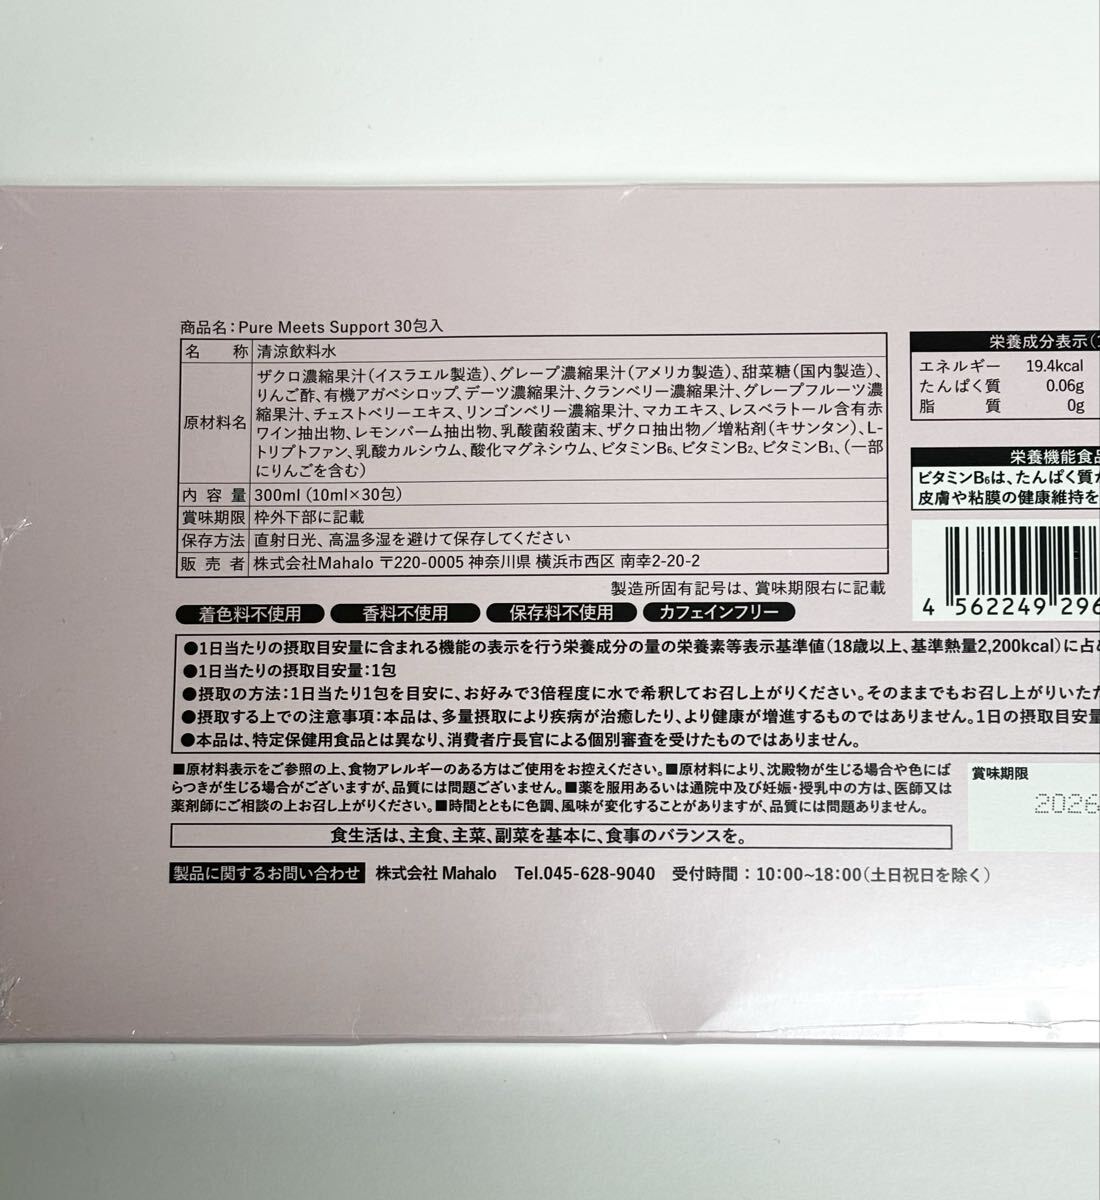 商品名：Pure Meets Support 30包入
名　称 清涼飲料水
原材料名 ザクロ濃縮果汁（イスラエル製造）、グレープ濃縮果汁（アメリカ製造）、甜菜糖（国内製造）、
りんご酢、有機アガベシロップ、デーツ濃縮果汁、クランベリー濃縮果汁、グレープフルーツ濃
縮果汁、チェストベリーエキス、リンゴンベリー濃縮果汁、マカエキス、レスベラトール含有赤
ワイン抽出物、レモンバーム抽出物、乳酸菌殺菌末、ザクロ抽出物／増粘剤（キサンタン）、L-
トリプトファン、乳酸カルシウム、酸化マグネシウム、ビタミンB₆、ビタミンB₂、ビタミンB₁、（一部
にりんごを含む）
内容量 300ml（10ml×30包）
賞味期限 枠外下部に記載
保存方法 直射日光、高温多湿を避けて保存してください
販売者 株式会社Mahalo 〒220-0005 神奈川県 横浜市西区 南幸2-20-2
製造所固有記号は、賞味期限右に記載
着色料不使用 香料不使用 保存料不使用 カフェインフリー
●1日当たりの摂取目安量に含まれる機能の表示を行う栄養成分の量の栄養素等表示基準値（18歳以上、基準熱量2,200kcal）に占め
●1日当たりの摂取目安量：1包
●摂取の方法：1日当たり1包を目安に、お好みで3倍程度に水で希釈してお召し上がりください。そのままでもお召し上がりいただ
●摂取する上での注意事項：本品は、多量摂取により疾病が治癒したり、より健康が増進するものではありません。1日の摂取目安量
●本品は、特定保健用食品とは異なり、消費者庁長官による個別審査を受けたものではありません。
■原材料表示をご参照の上、食物アレルギーのある方はご使用をお控えください。■原材料により、沈殿物が生じる場合や色にば
らつきが生じる場合がございますが、品質には問題ございません。■薬を服用あるいは通院中及び妊娠・授乳中の方は、医師又は
薬剤師にご相談の上お召し上がりください。■時間とともに色調、風味が変化することがありますが、品質には問題ありません。
食生活は、主食、主菜、副菜を基本に、食事のバランスを。
製品に関するお問い合わせ 株式会社 Mahalo Tel.045-628-9040 受付時間：10:00~18:00（土日祝日を除く）
栄養成分表示（
エネルギー 19.4kcal
たんぱく質 0.06g
脂　質 0g
栄養機能食品
ビタミンB₆は、たんぱく質
皮膚や粘膜の健康維持を
4 562249 296
賞味期限
2026